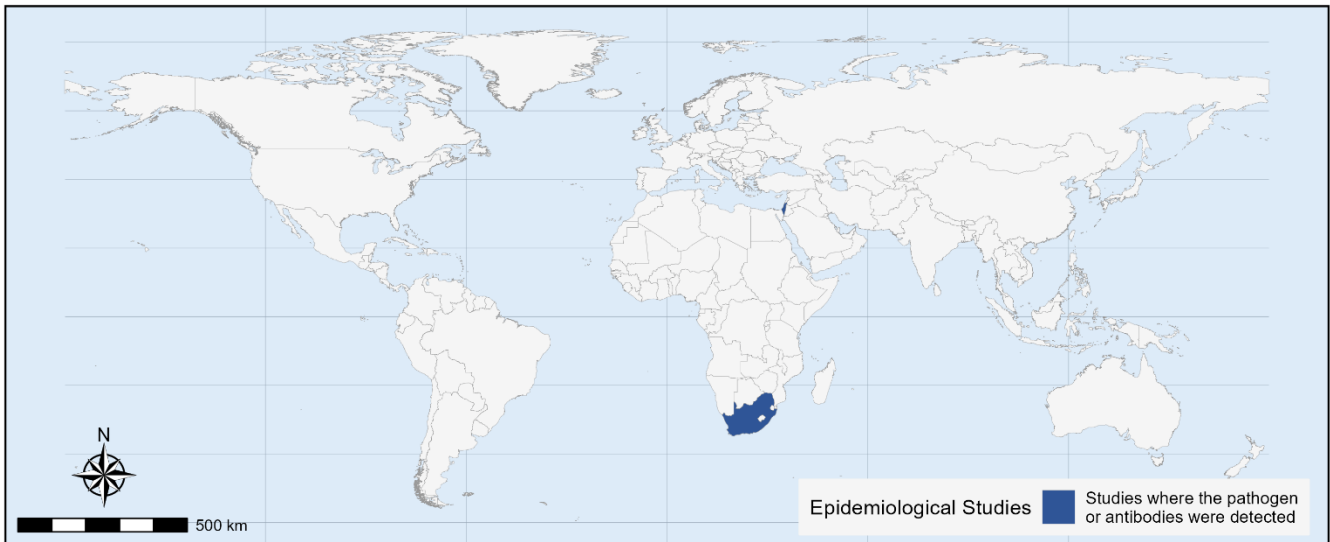 N
500 km
Epidemiological Studies
Studies where the pathogen
or antibodies were detected